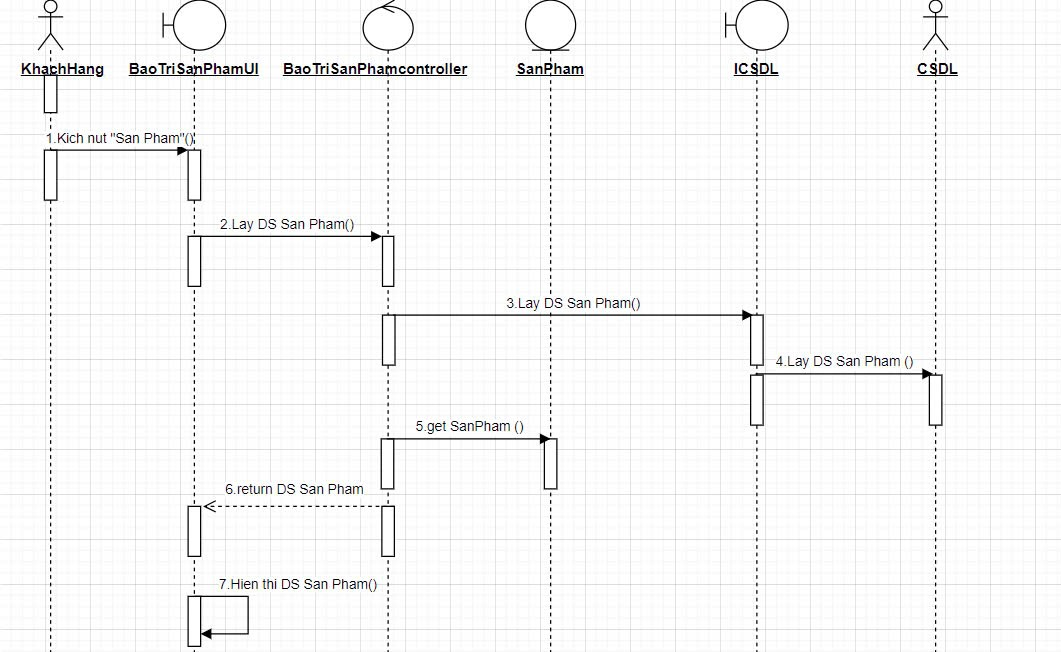 KhachHang
BaoTriSanPhamUI
BaoTriSanPhamcontroller
SanPham
ICSDL
CSDL
1.Kich nut "San Pham"()
2.Lay DS San Pham()
3.Lay DS San Pham()
4.Lay DS San Pham ()
5.get SanPham ()
6.return DS San Pham
7.Hien thi DS San Pham()